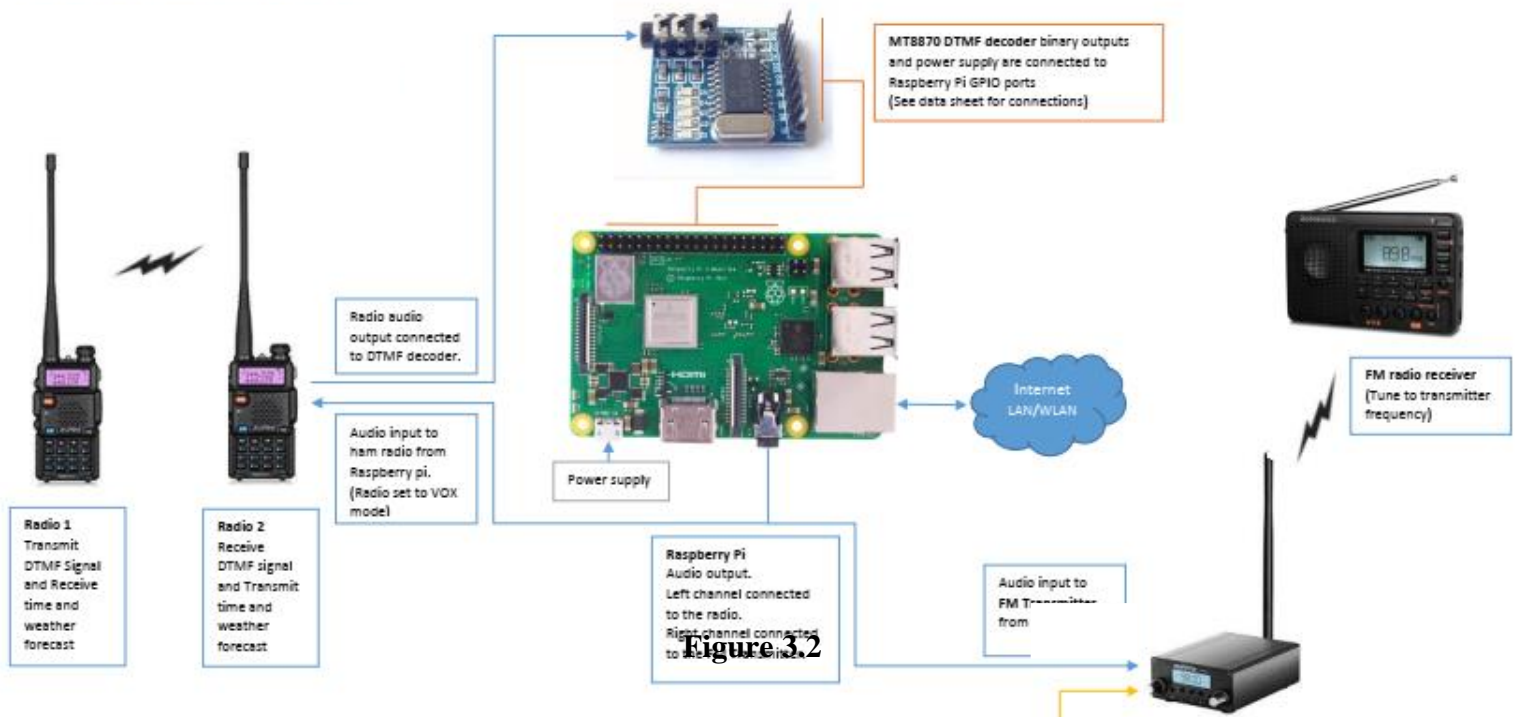 MT8870 DTMF decoder binary outputs
and power supply are connected to
Raspberry Pi GPIO ports
(See data sheet for connections)
Radio audio
output connected
to DTMF decoder.
Audio input to
ham radio from
Raspberry pi.
(Radio set to VOX
mode)
HDMI
Power supply
Internet
LAN/WLAN
898
FM radio receiver
(Tune to transmitter
frequency)
Radio 1
Transmit
DTMF Signal
and Receive
time and
weather
forecast
Radio 2
Receive
DTMF signal
and Transmit
time and
weather
forecast
Raspberry Pi
Audio output.
Left channel connected
to the radio.
Right channel connected
to the transmitter.
Figure 3.2
Audio input to
FM Transmitter
from